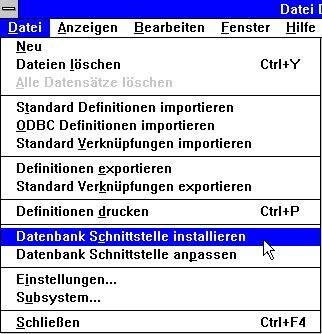 Datei D
Datei Anzeigen Bearbeiten Fenster Hilfe
Neu
Dateien löschen Ctrl+Y
Alle Datensätze löschen
Standard Definitionen importieren
ODBC Definitionen importieren
Standard Verknüpfungen importieren
Definitionen exportieren
Standard Verknüpfungen exportieren
Definitionen drucken Ctrl+P
Datenbank Schnittstelle installieren
Datenbank Schnittstelle anpassen
Einstellungen...
Subsystem...
Schließen Ctrl+F4